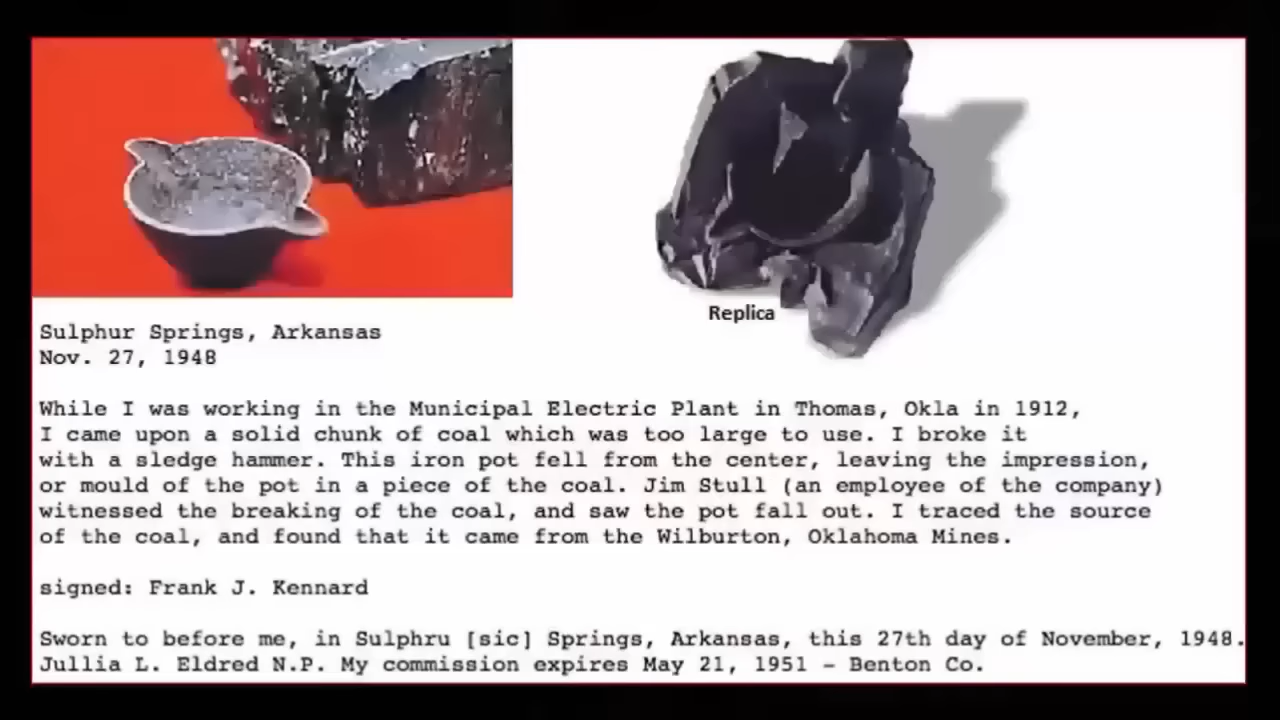 Replica
Sulphur Springs, Arkansas
Nov. 27, 1948
While I was working in the Municipal Electric Plant in Thomas, Okla in 1912,
I came upon a solid chunk of coal which was too large to use. I broke it
with a sledge hammer. This iron pot fell from the center, leaving the impression,
or mould of the pot in a piece of the coal. Jim Stull (an employee of the company)
witnessed the breaking of the coal, and saw the pot fall out. I traced the source
of the coal, and found that it came from the Wilburton, Oklahoma Mines.
signed: Frank J. Kennard
Sworn to before me, in Sulphru [sic] Springs, Arkansas, this 27th day of November, 1948.
Jullia L. Eldred N.P. My commission expires May 21, 1951 – Benton Co.